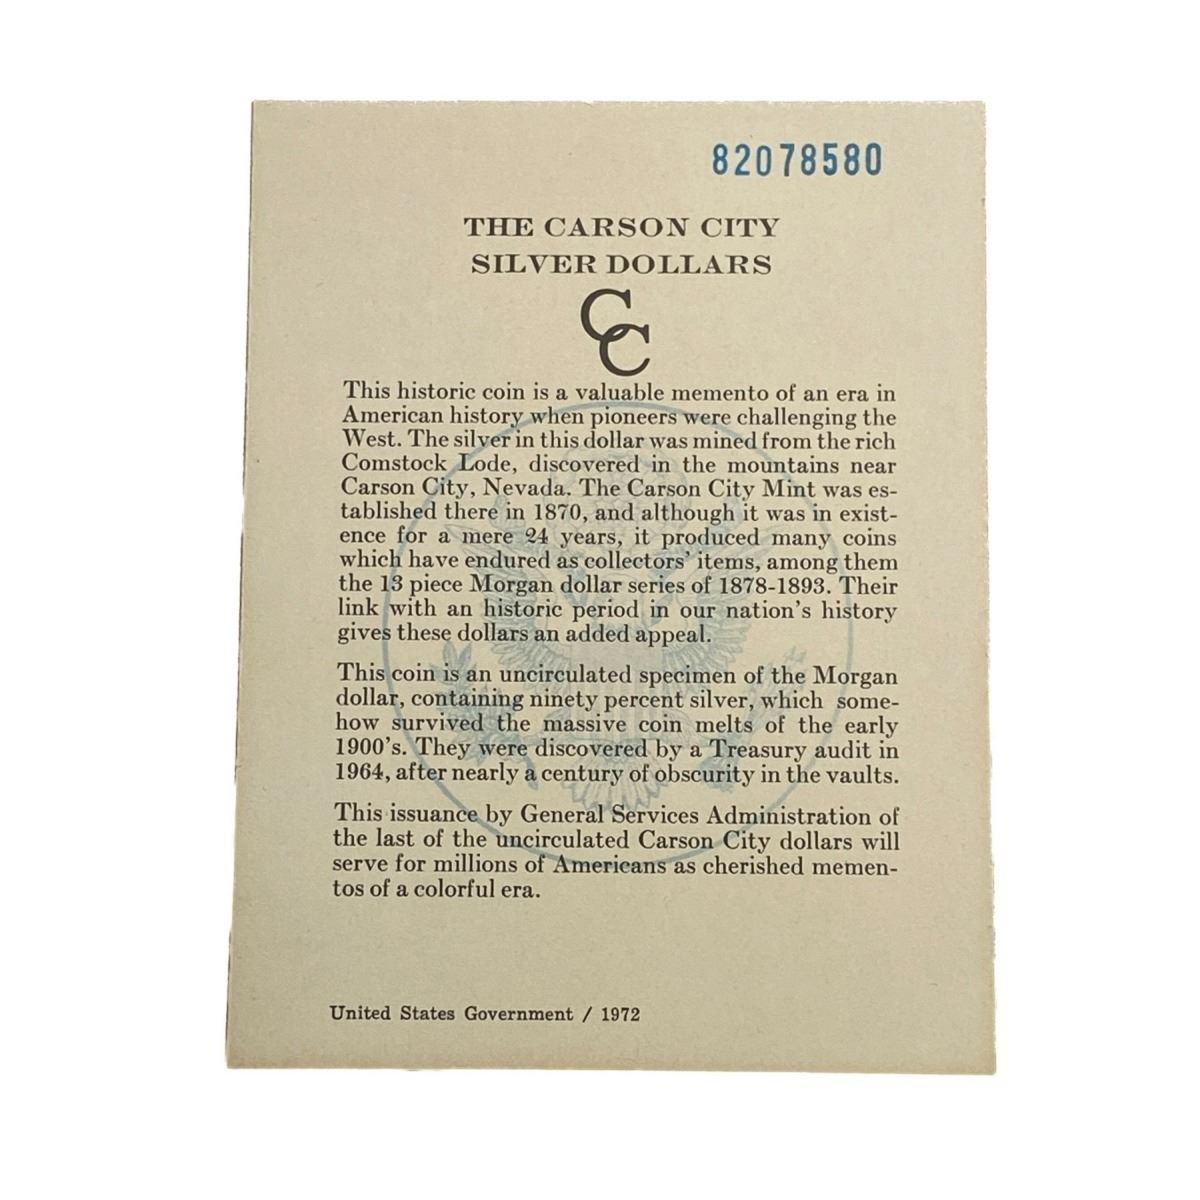 82078580
THE CARSON CITY
SILVER DOLLARS
CC
This historic coin is a valuable memento of an era in
American history when pioneers were challenging the
West. The silver in this dollar was mined from the rich
Comstock Lode, discovered in the mountains near
Carson City, Nevada. The Carson City Mint was es-
tablished there in 1870, and although it was in exist-
ence for a mere 24 years, it produced many coins
which have endured as collectors' items, among them
the 13 piece Morgan dollar series of 1878-1893. Their
link with an historic period in our nation's history
gives these dollars an added appeal.
This coin is an uncirculated specimen of the Morgan
dollar, containing ninety percent silver, which some-
how survived the massive coin melts of the early
1900's. They were discovered by a Treasury audit in
1964, after nearly a century of obscurity in the vaults.
This issuance by General Services Administration of
the last of the uncirculated Carson City dollars will
serve for millions of Americans as cherished memen-
tos of a colorful era.
United States Government / 1972